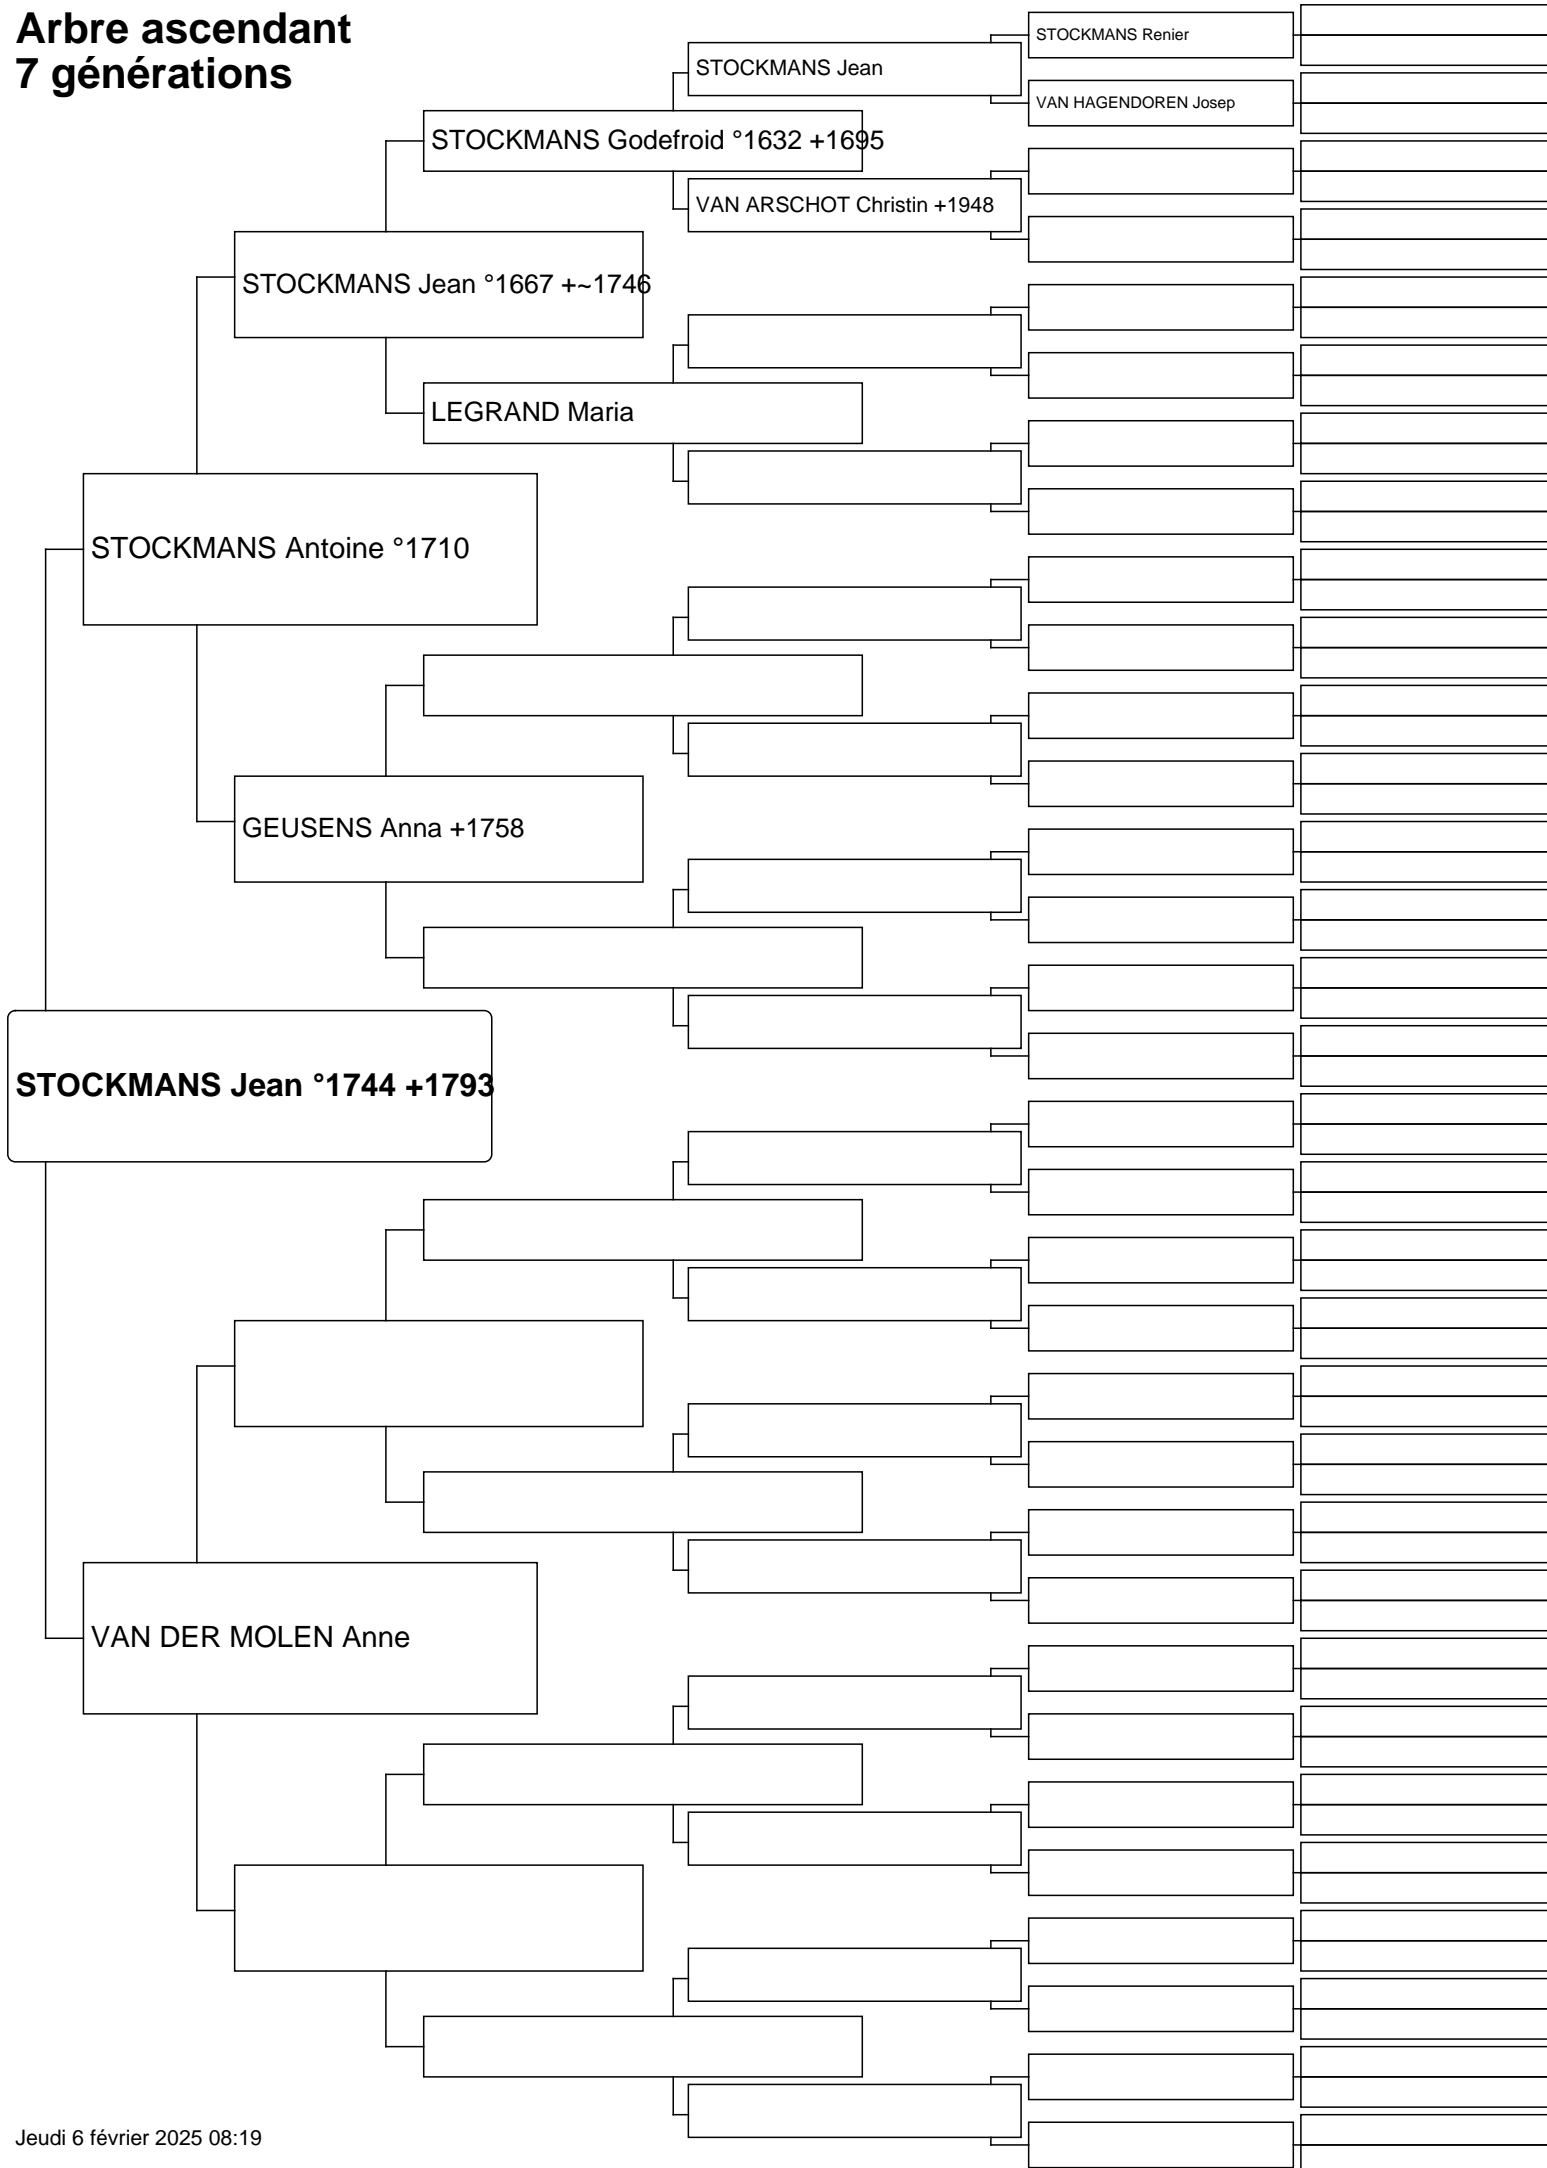 Arbre ascendant
7 générations
STOCKMANS Renier
STOCKMANS Jean
VAN HAGENDOREN Josep
STOCKMANS Godefroid °1632 +1695
VAN ARSCHOT Christin +1948
STOCKMANS Jean °1667 +~1746
LEGRAND Maria
STOCKMANS Antoine °1710
GEUSENS Anna +1758
STOCKMANS Jean °1744 +1793
VAN DER MOLEN Anne
Jeudi 6 février 2025 08:19